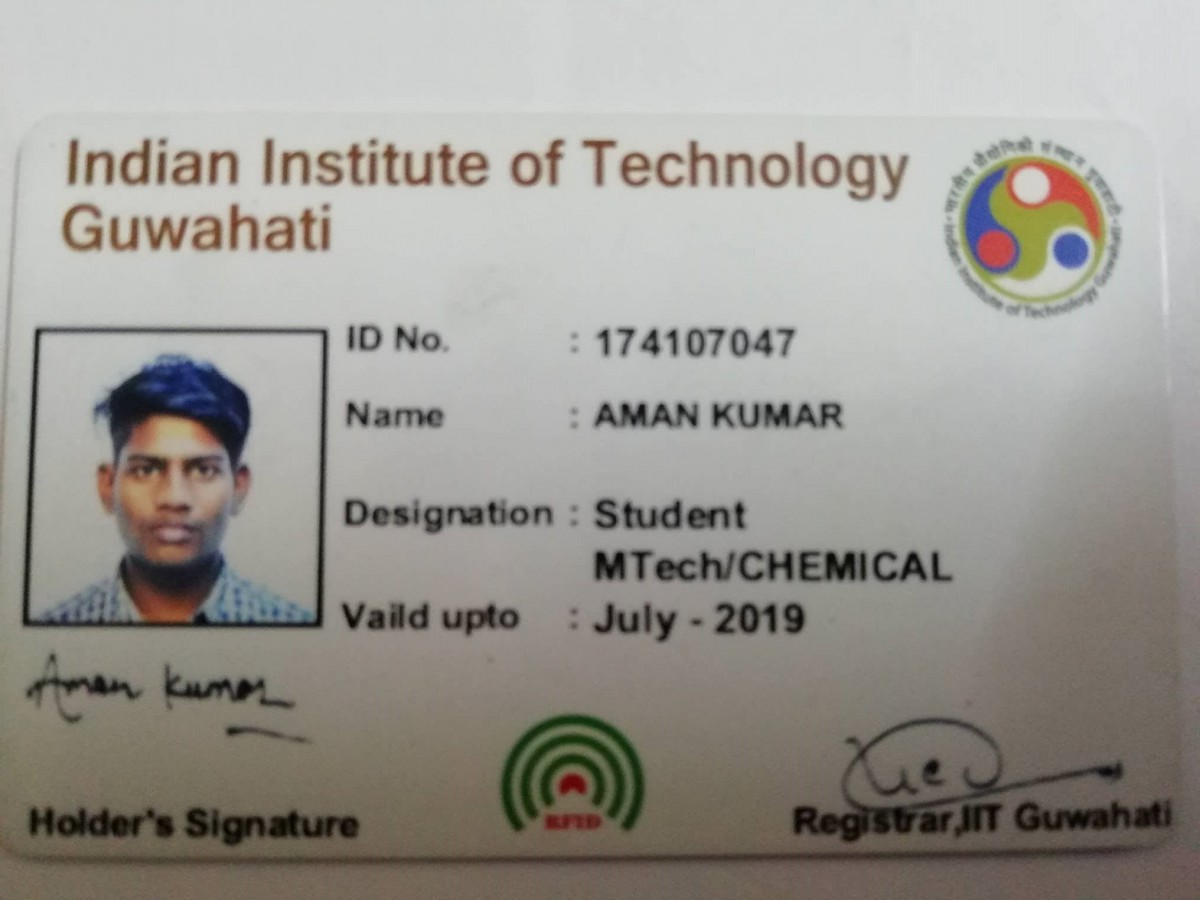 Indian Institute of Technology
Guwahati
भारतीय प्रौद्योगिकी संस्थान गुवाहाटी
Indian Institute of Technology Guwahati
ID No. : 174107047
Name : AMAN KUMAR
Designation : Student
MTech/CHEMICAL
Vaild upto : July - 2019
Aman Kumar
RFID
Holder's Signature
Registrar,IIT Guwahati